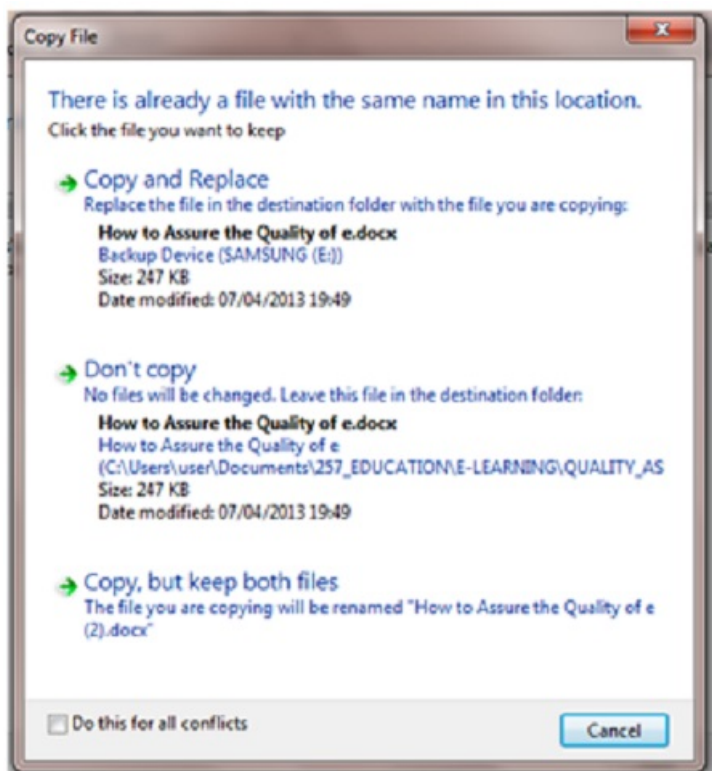 Copy File
There is already a file with the same name in this location.
Click the file you want to keep
Copy and Replace
Replace the file in the destination folder with the file you are copying:
How to Assure the Quality of e.docx
Backup Device (SAMSUNG (E:))
Size: 247 KB
Date modified: 07/04/2013 19:49
Don't copy
No files will be changed. Leave this file in the destination folder:
How to Assure the Quality of e.docx
How to Assure the Quality of e
(C:\Users\user\Documents\257_EDUCATION\E-LEARNING\QUALITY_AS
Size: 247 KB
Date modified: 07/04/2013 19:49
Copy, but keep both files
The file you are copying will be renamed "How to Assure the Quality of e
(2).docx"
Do this for all conflicts
Cancel